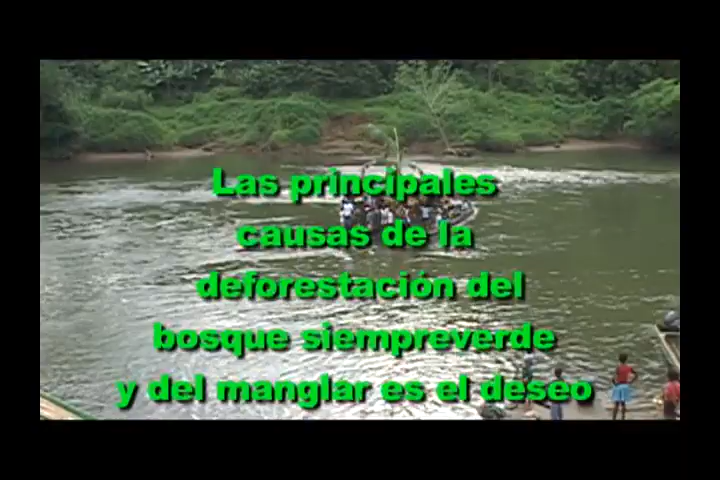 Las principales
causas de la
deforestación del
bosque siempreverde
y del manglar es el deseo